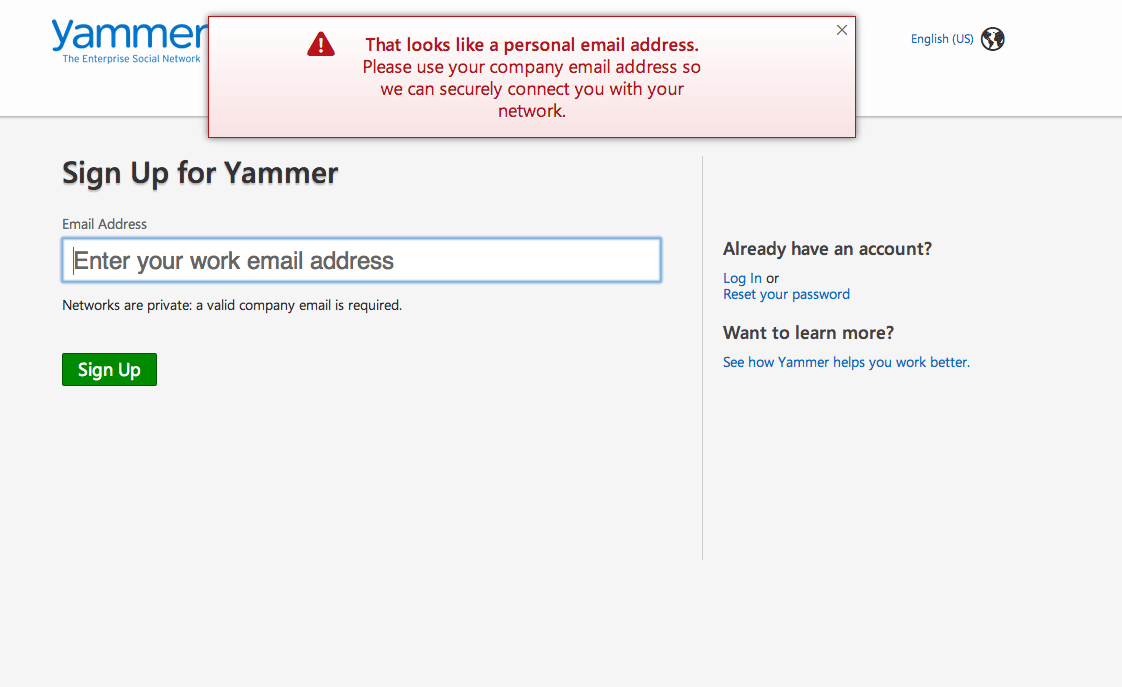 yammer
The Enterprise Social Network
That looks like a personal email address.
Please use your company email address so
we can securely connect you with your
network.
English (US)
Sign Up for Yammer
Email Address
Enter your work email address
Networks are private: a valid company email is required.
Sign Up
Already have an account?
Log In or
Reset your password
Want to learn more?
See how Yammer helps you work better.